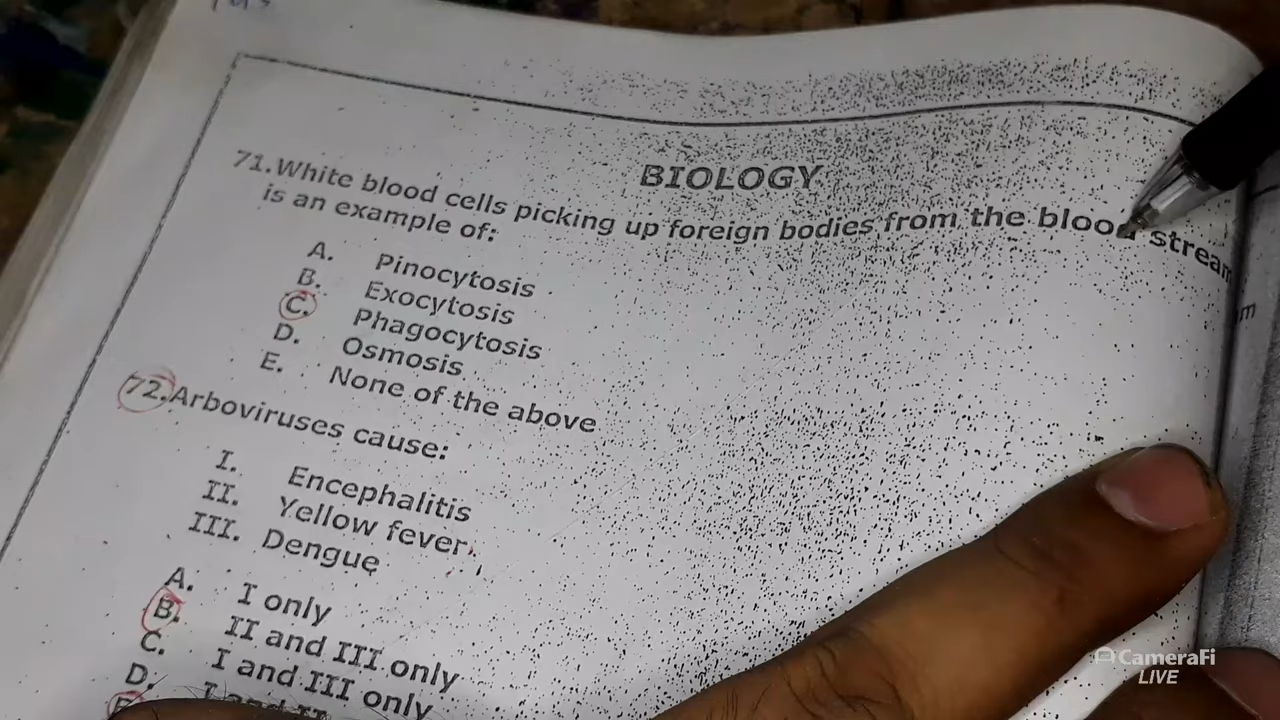 BIOLOGY
71. White blood cells picking up foreign bodies from the blood stream
is an example of:
A. Pinocytosis
B. Exocytosis
C. Phagocytosis
D. Osmosis
E. None of the above
72. Arboviruses cause:
I. Encephalitis
II. Yellow fever
III. Dengue
A. I only
B. II and III only
C. I and III only
D. I and II
CameraFi
LIVE